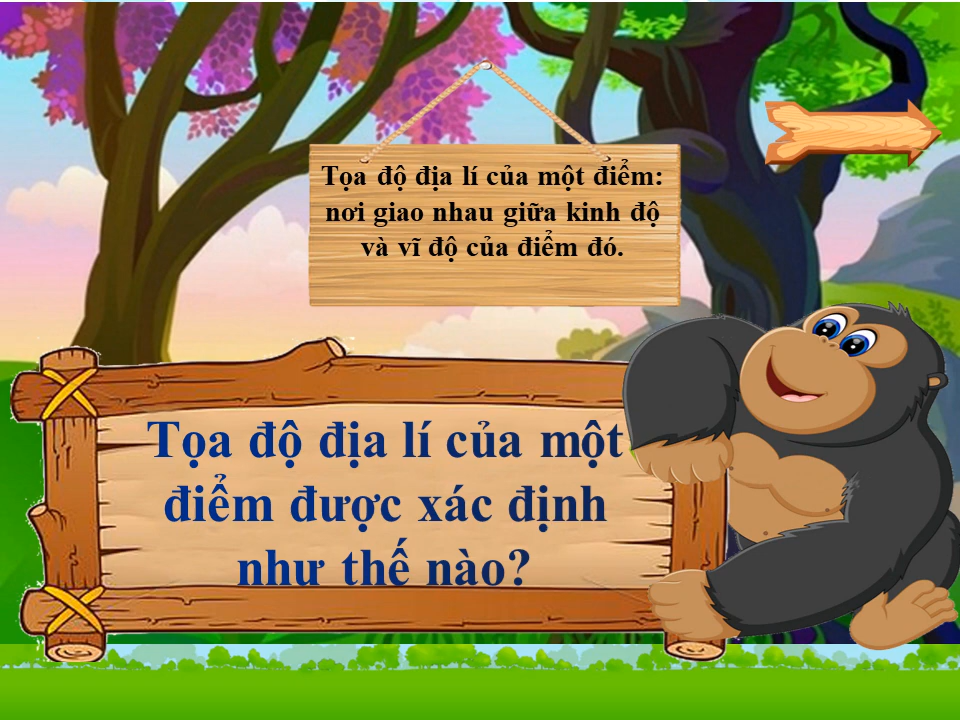 Tọa độ địa lí của một điểm:
nơi giao nhau giữa kinh độ
và vĩ độ của điểm đó.
Tọa độ địa lí của một
điểm được xác định
như thế nào?